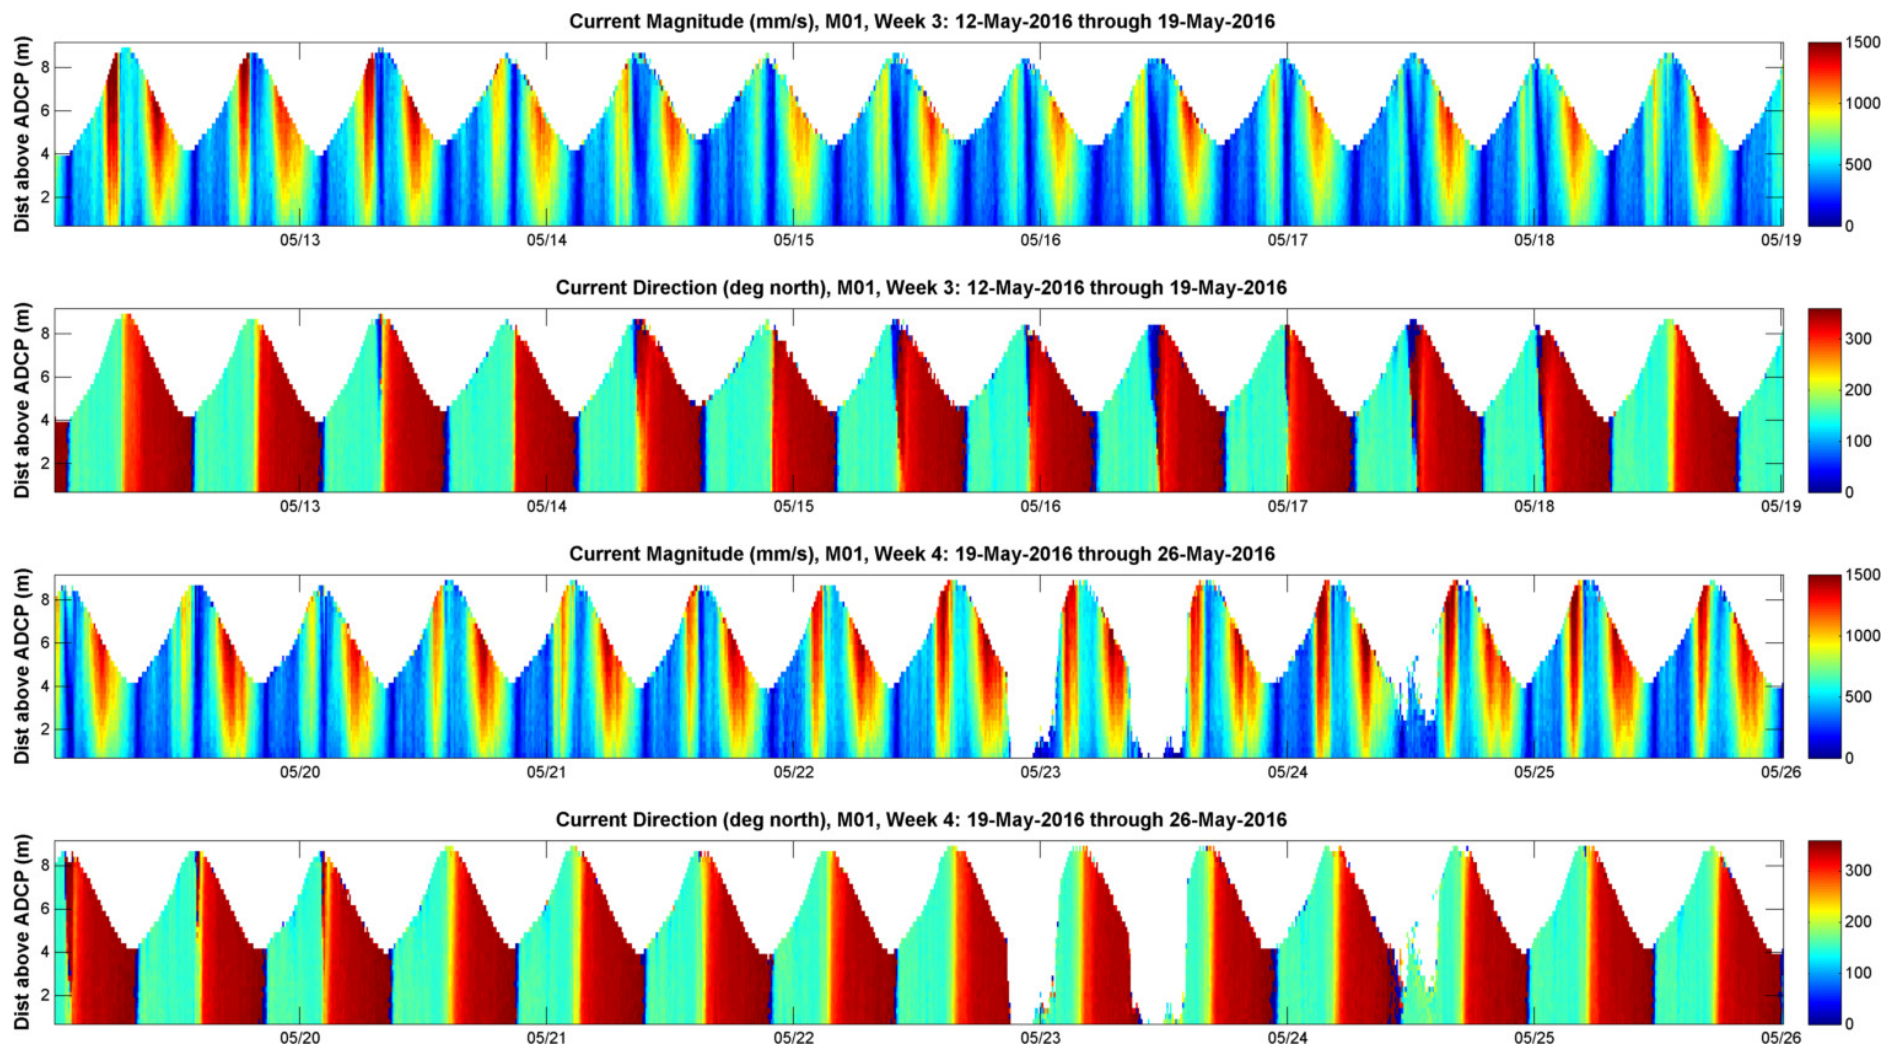 Current Magnitude (mm/s), M01, Week 3: 12-May-2016 through 19-May-2016
Dist above ADCP (m)
8
6
4
2
05/13 05/14 05/15 05/16 05/17 05/18 05/19
1500
1000
500
0
Current Direction (deg north), M01, Week 3: 12-May-2016 through 19-May-2016
Dist above ADCP (m)
8
6
4
2
05/13 05/14 05/15 05/16 05/17 05/18 05/19
300
200
100
0
Current Magnitude (mm/s), M01, Week 4: 19-May-2016 through 26-May-2016
Dist above ADCP (m)
8
6
4
2
05/20 05/21 05/22 05/23 05/24 05/25 05/26
1500
1000
500
0
Current Direction (deg north), M01, Week 4: 19-May-2016 through 26-May-2016
Dist above ADCP (m)
8
6
4
2
05/20 05/21 05/22 05/23 05/24 05/25 05/26
300
200
100
0